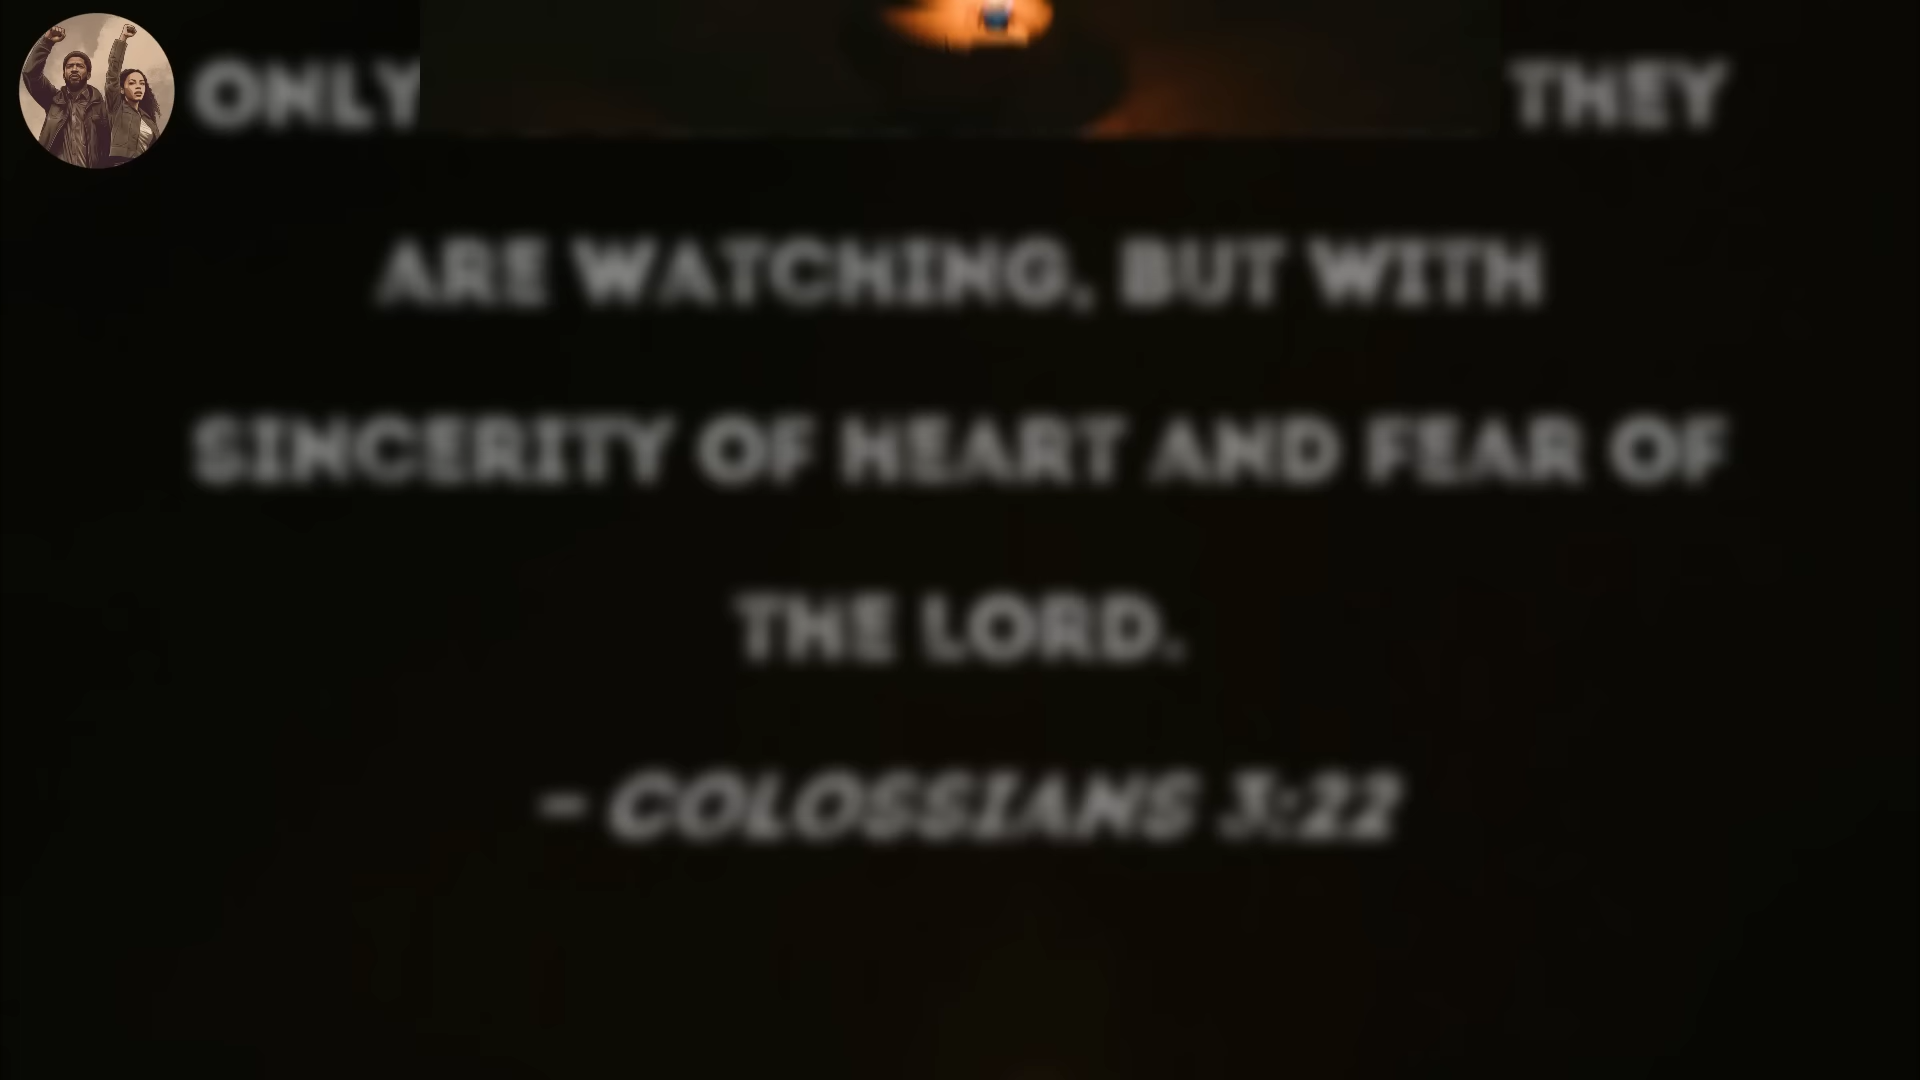 ONLY THEY
ARE WATCHING, BUT WITH
SINCERITY OF HEART AND FEAR OF
THE LORD.
- COLOSSIANS 3:22